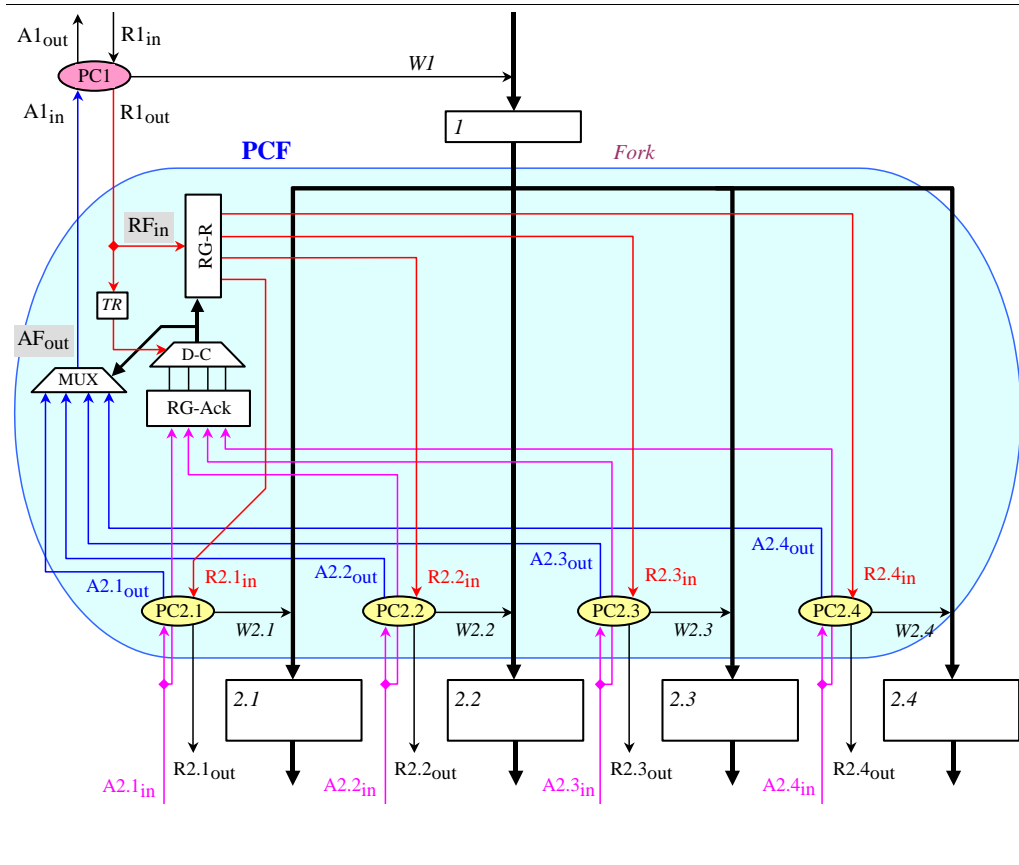 A1out R1in
PC1 W1
A1in R1out
1
PCF Fork
RFin RG-R
TR
AFout D-C
MUX
RG-Ack
A2.1out R2.1in A2.2out R2.2in A2.3out R2.3in A2.4out R2.4in
PC2.1 PC2.2 PC2.3 PC2.4
W2.1 W2.2 W2.3 W2.4
2.1 2.2 2.3 2.4
R2.1out R2.2out R2.3out R2.4out
A2.1in A2.2in A2.3in A2.4in